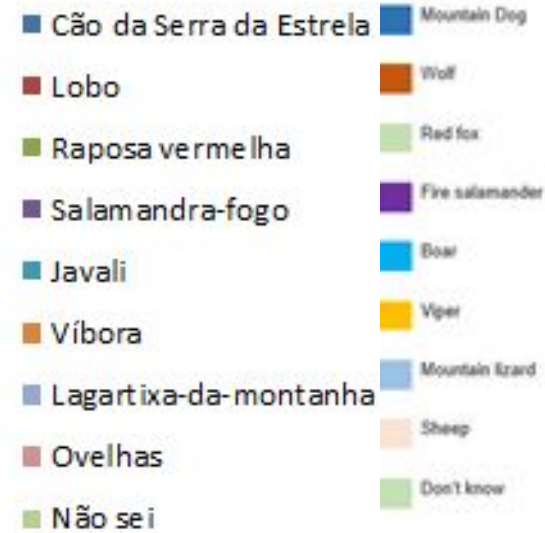 Cão da Serra da Estrela
Lobo
Raposa vermelha
Salamandra-fogo
Javali
Víbora
Lagartixa-da-montanha
Ovelhas
Não sei
Mountain Dog
Wolf
Red fox
Fire salamander
Boar
Viper
Mountain lizard
Sheep
Don't know